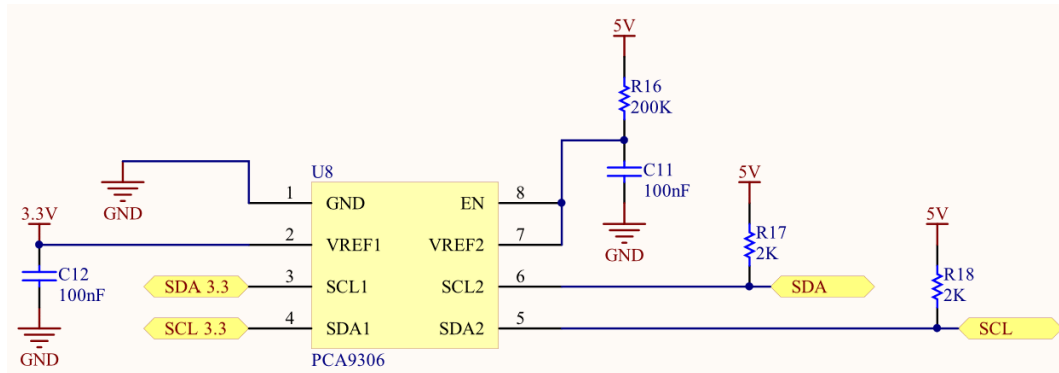 5V
R16
200K
U8
C11
100nF
GND
1
GND
EN
8
5V
5V
3.3V
2
VREF1
VREF2
7
GND
R17
2K
C12
100nF
SDA 3.3
3
SCL1
SCL2
6
SDA
R18
2K
SCL 3.3
4
SDA1
SDA2
5
SCL
GND
PCA9306